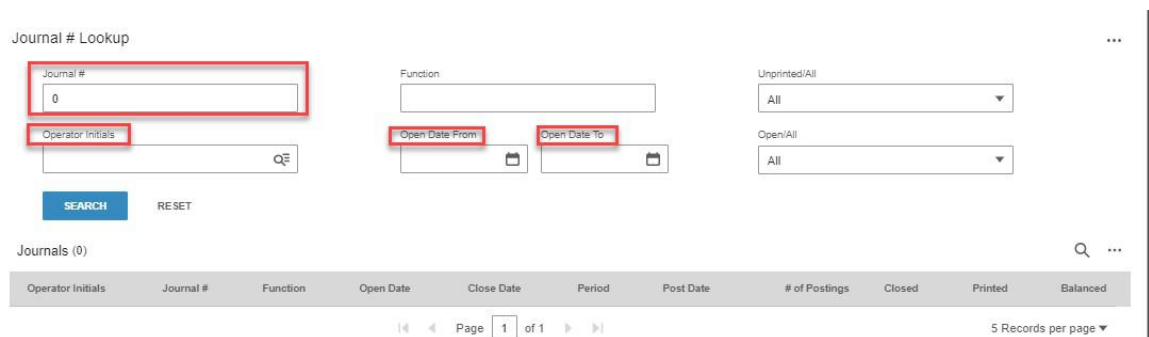 Journal # Lookup
Journal # Function Unprinted/All
0 All
Operator Initials Open Date From Open Date To Open/All
All
SEARCH RESET
Journals (0)
Operator Initials Journal # Function Open Date Close Date Period Post Date # of Postings Closed Printed Balanced
Page 1 of 1 5 Records per page